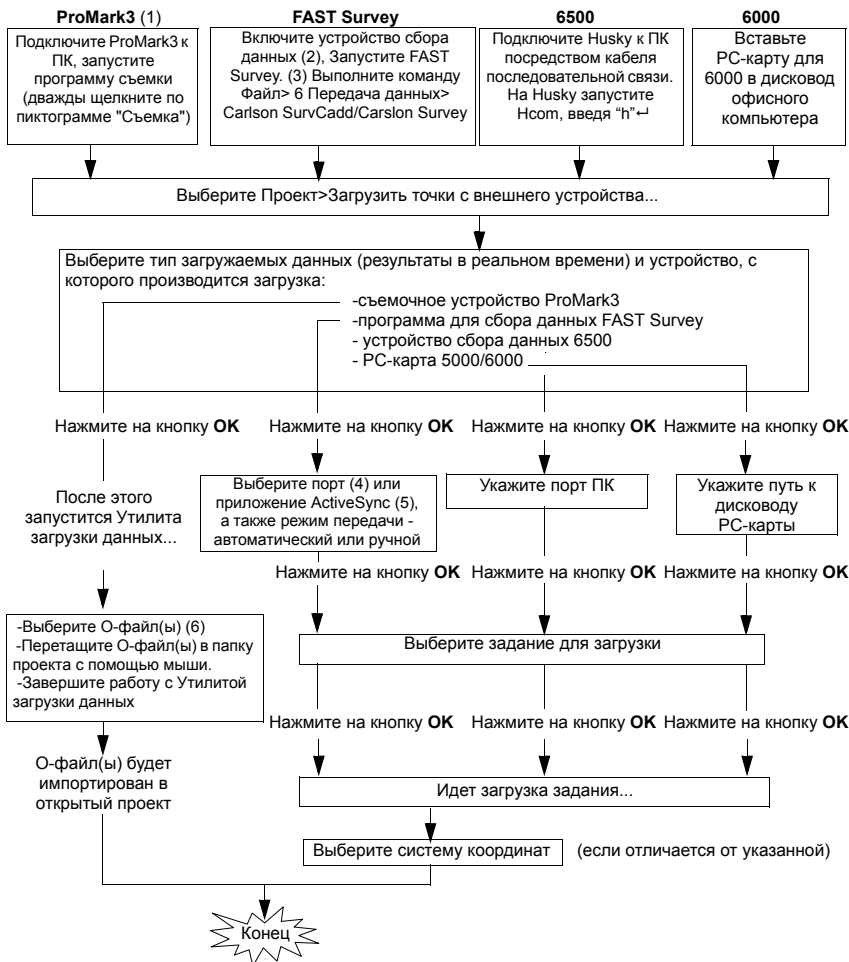 ProMark3 (1)
Подключите ProMark3 к
ПК, запустите
программу съемки
(дважды щелкните по
пиктограмме "Съемка")
FAST Survey
Включите устройство сбора
данных (2), Запустите FAST
Survey. (3) Выполните команду
Файл> 6 Передача данных>
Carlson SurvCadd/Carslon Survey
6500
Подключите Husky к ПК
посредством кабеля
последовательной связи.
На Husky запустите
Hcom, введя “h”↵
6000
Вставьте
PC-карту для
6000 в дисковод
офисного
компьютера
Выберите Проект>Загрузить точки с внешнего устройства...
Выберите тип загружаемых данных (результаты в реальном времени) и устройство, с
которого производится загрузка:
-съемочное устройство ProMark3
-программа для сбора данных FAST Survey
- устройство сбора данных 6500
- PC-карта 5000/6000
Нажмите на кнопку OK
Нажмите на кнопку OK
Нажмите на кнопку OK
Нажмите на кнопку OK
После этого
запустится Утилита
загрузки данных...
Выберите порт (4) или
приложение ActiveSync (5),
а также режим передачи -
автоматический или ручной
Укажите порт ПК
Укажите путь к
дисководу
PC-карты
Нажмите на кнопку OK
Нажмите на кнопку OK
Нажмите на кнопку OK
-Выберите О-файл(ы) (6)
-Перетащите О-файл(ы) в папку
проекта с помощью мыши.
-Завершите работу с Утилитой
загрузки данных
Выберите задание для загрузки
Нажмите на кнопку OK
Нажмите на кнопку OK
Нажмите на кнопку OK
О-файл(ы) будет
импортирован в
открытый проект
Идет загрузка задания...
Выберите систему координат
(если отличается от указанной)
Конец